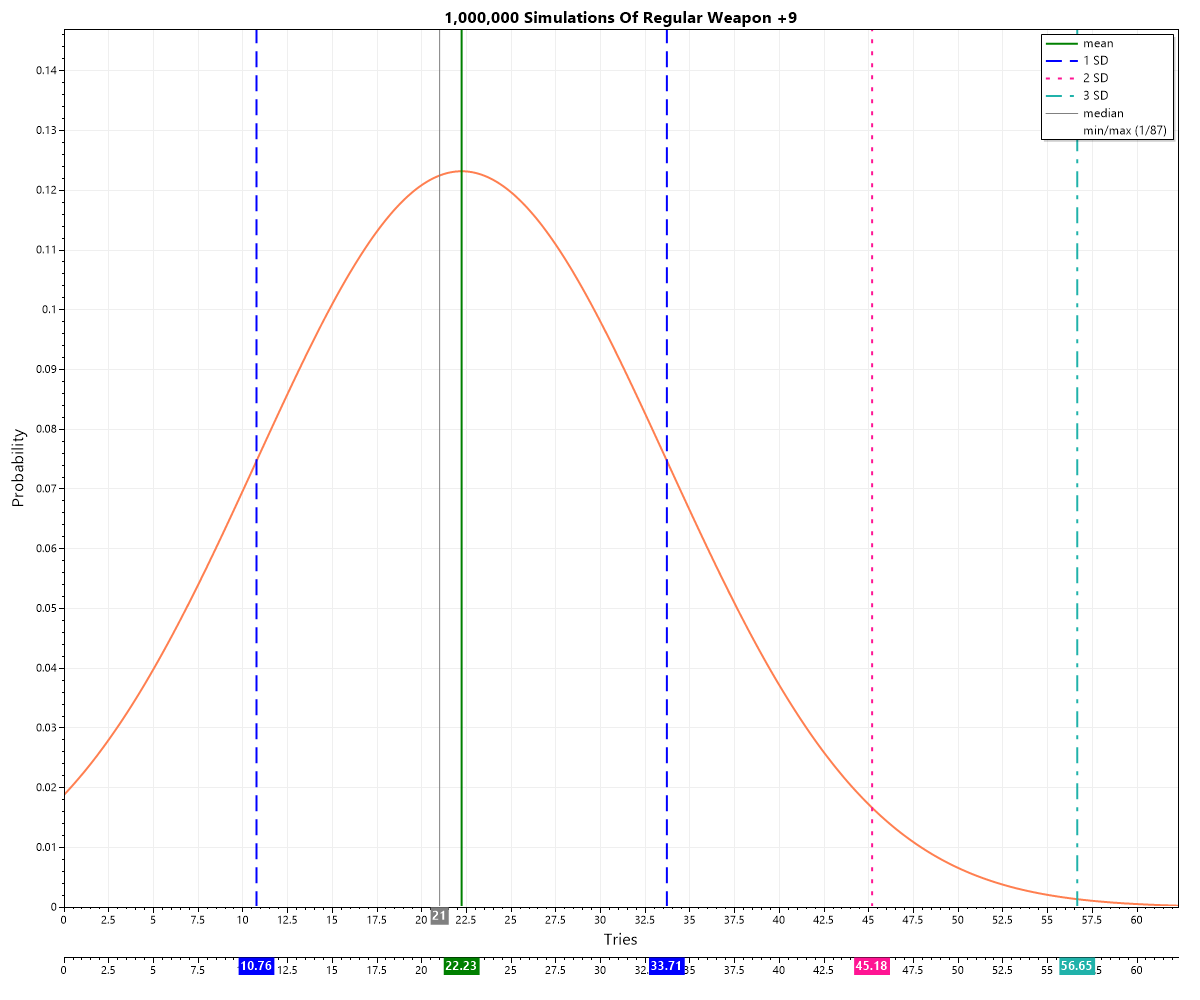 1,000,000 Simulations Of Regular Weapon +9
mean
1 SD
2 SD
3 SD
median
min/max (1/87)
0.14
0.13
0.12
0.11
0.1
0.09
0.08
0.07
0.06
0.05
0.04
0.03
0.02
0.01
0
Probability
0 2.5 5 7.5 10 12.5 15 17.5 20 21 22.5 25 27.5 30 32.5 35 37.5 40 42.5 45 47.5 50 52.5 55 57.5 60
Tries
0 2.5 5 7.5 10.76 12.5 15 17.5 20 22.23 25 27.5 30 33.71 37.5 40 42.5 45.18 47.5 50 52.5 55 56.65 60